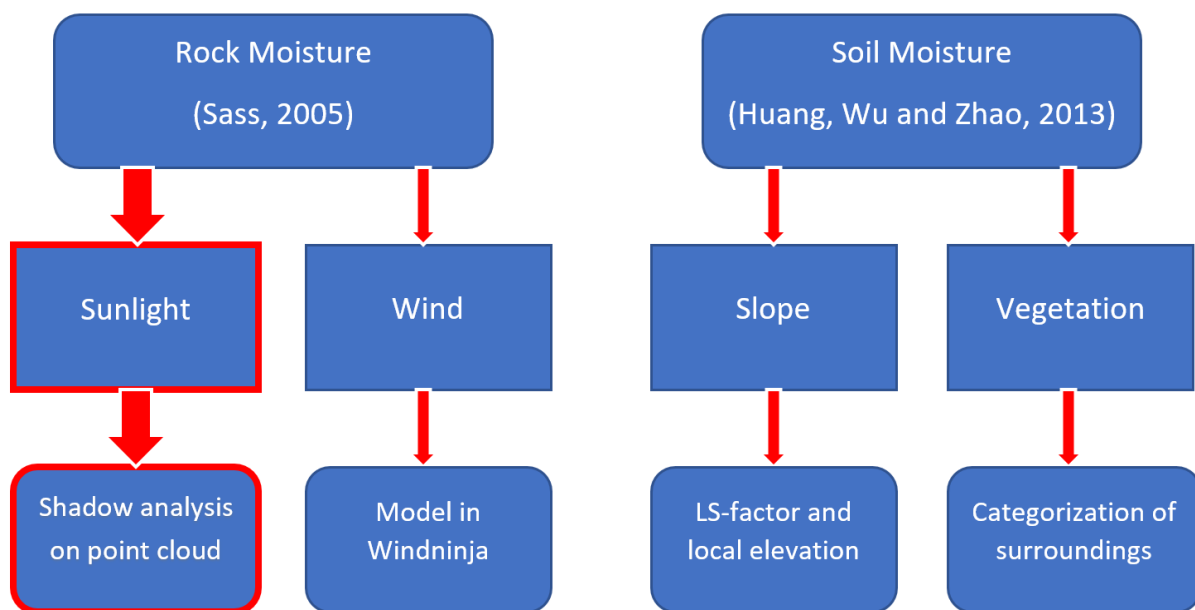 Rock Moisture
(Sass, 2005)
Soil Moisture
(Huang, Wu and Zhao, 2013)
Sunlight
Wind
Slope
Vegetation
Shadow analysis
on point cloud
Model in
Windninja
LS-factor and
local elevation
Categorization of
surroundings